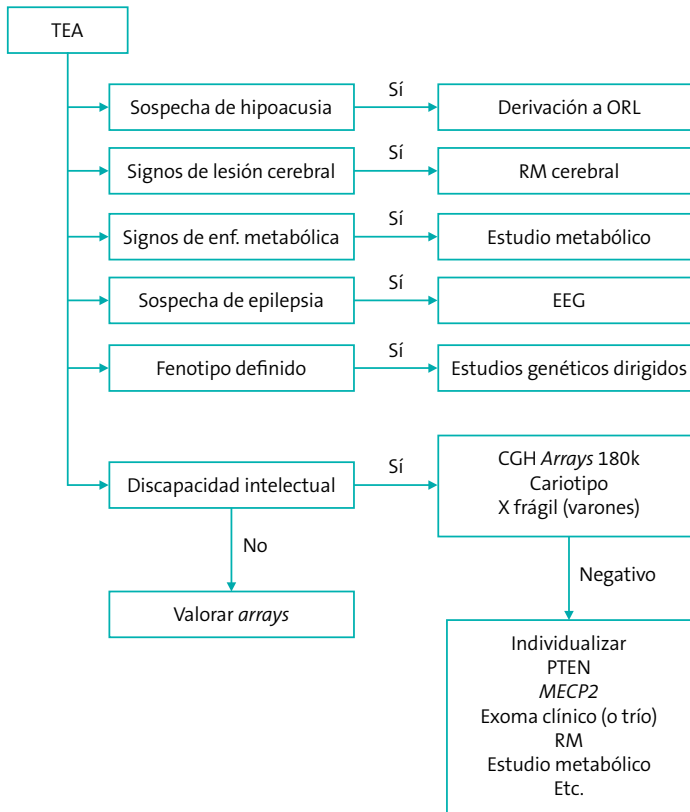 TEA
Sospecha de hipoacusia
Sí
Derivación a ORL
Signos de lesión cerebral
Sí
RM cerebral
Signos de enf. metabólica
Sí
Estudio metabólico
Sospecha de epilepsia
Sí
EEG
Fenotipo definido
Sí
Estudios genéticos dirigidos
Discapacidad intelectual
Sí
CGH Arrays 180k
Cariotipo
X frágil (varones)
No
Negativo
Valorar arrays
Individualizar
PTEN
MECP2
Exoma clínico (o trío)
RM
Estudio metabólico
Etc.